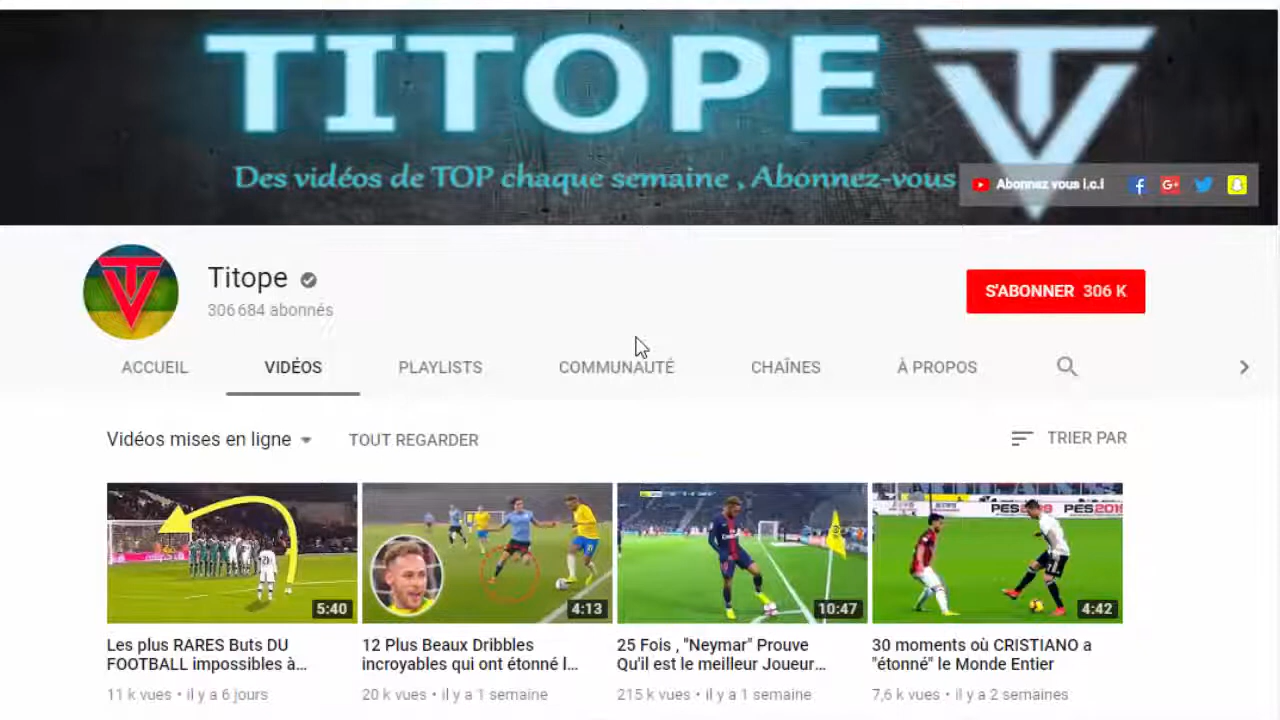 TITOPE
Des vidéos de TOP chaque semaine , Abonnez-vous
Abonnez vous i.c.i
Titope
306 684 abonnés
S'ABONNER 306 K
ACCUEIL VIDÉOS PLAYLISTS COMMUNAUTÉ CHAÎNES À PROPOS
Vidéos mises en ligne TOUT REGARDER TRIER PAR
5:40 4:13 10:47 4:42
PES2019 PES2019
Les plus RARES Buts DU
FOOTBALL impossibles à...
11 k vues • il y a 6 jours
12 Plus Beaux Dribbles
incroyables qui ont étonné l...
20 k vues • il y a 1 semaine
25 Fois , "Neymar" Prouve
Qu'il est le meilleur Joueur...
215 k vues • il y a 1 semaine
30 moments où CRISTIANO a
"étonné" le Monde Entier
7,6 k vues • il y a 2 semaines